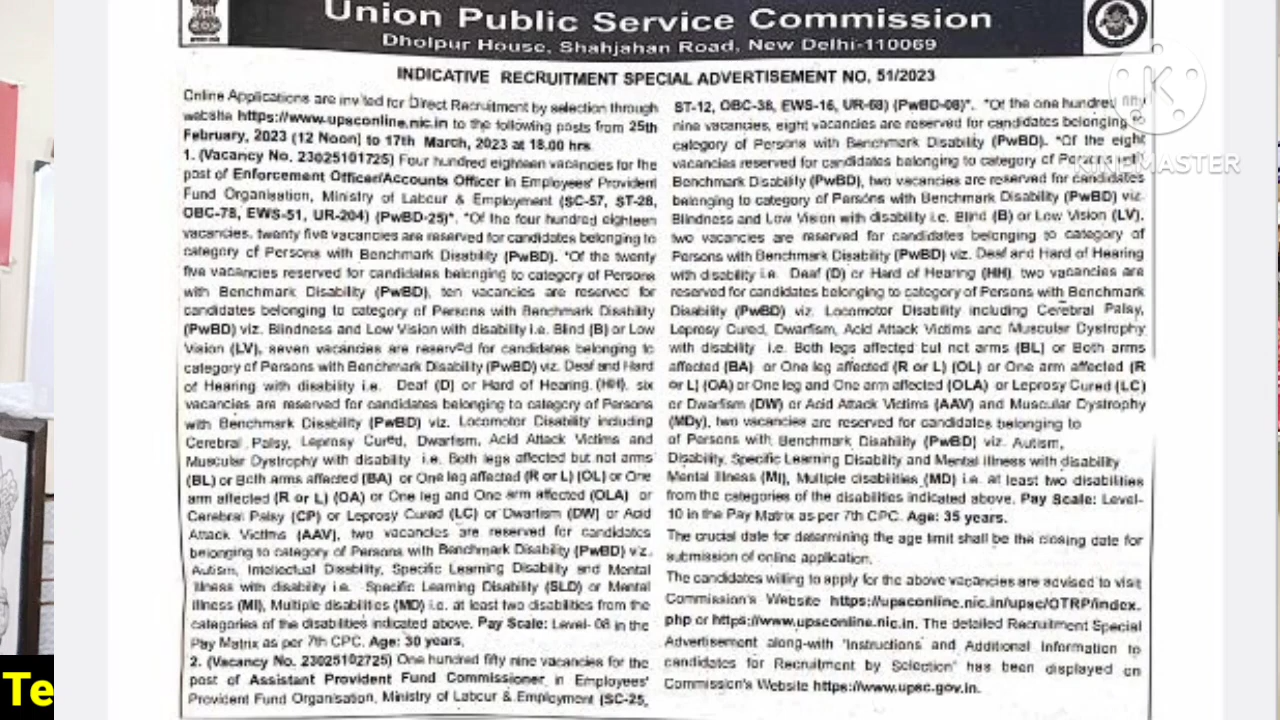 Union Public Service Commission
Dholpur House, Shahjahan Road, New Delhi-110069
INDICATIVE RECRUITMENT SPECIAL ADVERTISEMENT NO. 51/2023
Online Applications are invited for Direct Recruitment by selection through
website https://www.upsconline.nic.in to the following posts from 25th
February, 2023 (12 Noon) to 17th March, 2023 at 18.00 hrs.
1. (Vacancy No. 23025101725) Four hundred eighteen vacancies for the
post of Enforcement Officer/Accounts Officer in Employees' Provident
Fund Organisation, Ministry of Labour & Employment (SC-57, ST-28,
OBC-78, EWS-51, UR-204) (PwBD-25)*. *Of the four hundred eighteen
vacancies, twenty five vacancies are reserved for candidates belonging to
category of Persons with Benchmark Disability (PwBD). *Of the twenty
five vacancies reserved for candidates belonging to category of Persons
with Benchmark Disability (PwBD), ten vacancies are reserved for
candidates belonging to category of Persons with Benchmark Disability
(PwBD) viz. Blindness and Low Vision with disability i.e. Blind (B) or Low
Vision (LV), seven vacancies are reserved for candidates belonging to
category of Persons with Benchmark Disability (PwBD) viz. Deaf and Hard
of Hearing with disability i.e. Deaf (D) or Hard of Hearing (HH), six
vacancies are reserved for candidates belonging to category of Persons
with Benchmark Disability (PwBD) viz. Locomotor Disability including
Cerebral Palsy, Leprosy Cured, Dwarfism, Acid Attack Victims and
Muscular Dystrophy with disability i.e. Both legs affected but not arms
(BL) or Both arms affected (BA) or One leg affected (R or L) (OL) or One
arm affected (R or L) (OA) or One leg and One arm affected (OLA) or
Cerebral Palsy (CP) or Leprosy Cured (LC) or Dwarfism (DW) or Acid
Attack Victims (AAV), two vacancies are reserved for candidates
belonging to category of Persons with Benchmark Disability (PwBD) viz.
Autism, Intellectual Disability, Specific Learning Disability and Mental
Illness with disability i.e. Specific Learning Disability (SLD) or Mental
Illness (MI), Multiple disabilities (MD) i.e. at least two disabilities from the
categories of the disabilities indicated above. Pay Scale: Level- 08 in the
Pay Matrix as per 7th CPC. Age: 30 years.
2. (Vacancy No. 23025102725) One hundred fifty nine vacancies for the
post of Assistant Provident Fund Commissioner in Employees'
Provident Fund Organisation, Ministry of Labour & Employment (SC-25,
ST-12, OBC-38, EWS-16, UR-68) (PwBD-08)*. *Of the one hundred fifty
nine vacancies, eight vacancies are reserved for candidates belonging to
category of Persons with Benchmark Disability (PwBD). *Of the eight
vacancies reserved for candidates belonging to category of Persons
Benchmark Disability (PwBD), two vacancies are reserved for candidates
belonging to category of Persons with Benchmark Disability (PwBD) viz.
Blindness and Low Vision with disability i.e. Blind (B) or Low Vision (LV),
two vacancies are reserved for candidates belonging to category of
Persons with Benchmark Disability (PwBD) viz. Deaf and Hard of Hearing
with disability i.e. Deaf (D) or Hard of Hearing (HH), two vacancies are
reserved for candidates belonging to category of Persons with Benchmark
Disability (PwBD) viz. Locomotor Disability including Cerebral Palsy,
Leprosy Cured, Dwarfism, Acid Attack Victims and Muscular Dystrophy
with disability i.e. Both legs affected but not arms (BL) or Both arms
affected (BA) or One leg affected (R or L) (OL) or One arm affected (R
or L) (OA) or One leg and One arm affected (OLA) or Leprosy Cured (LC)
or Dwarfism (DW) or Acid Attack Victims (AAV) and Muscular Dystrophy
(MDy), two vacancies are reserved for candidates belonging to
of Persons with Benchmark Disability (PwBD) viz. Autism,
Disability, Specific Learning Disability and Mental Illness with disability
Mental Illness (MI), Multiple disabilities (MD) i.e. at least two disabilities
from the categories of the disabilities indicated above. Pay Scale: Level-
10 in the Pay Matrix as per 7th CPC. Age: 35 years.
The crucial date for determining the age limit shall be the closing date for
submission of online application.
The candidates willing to apply for the above vacancies are advised to visit
Commission's Website https://upsconline.nic.in/upsc/OTRP/index.
php or https://www.upsconline.nic.in. The detailed Recruitment Special
Advertisement along-with 'Instructions and Additional Information to
candidates for Recruitment by Selection' has been displayed on
Commission's Website https://www.upsc.gov.in.
K
KINEMASTER
Te